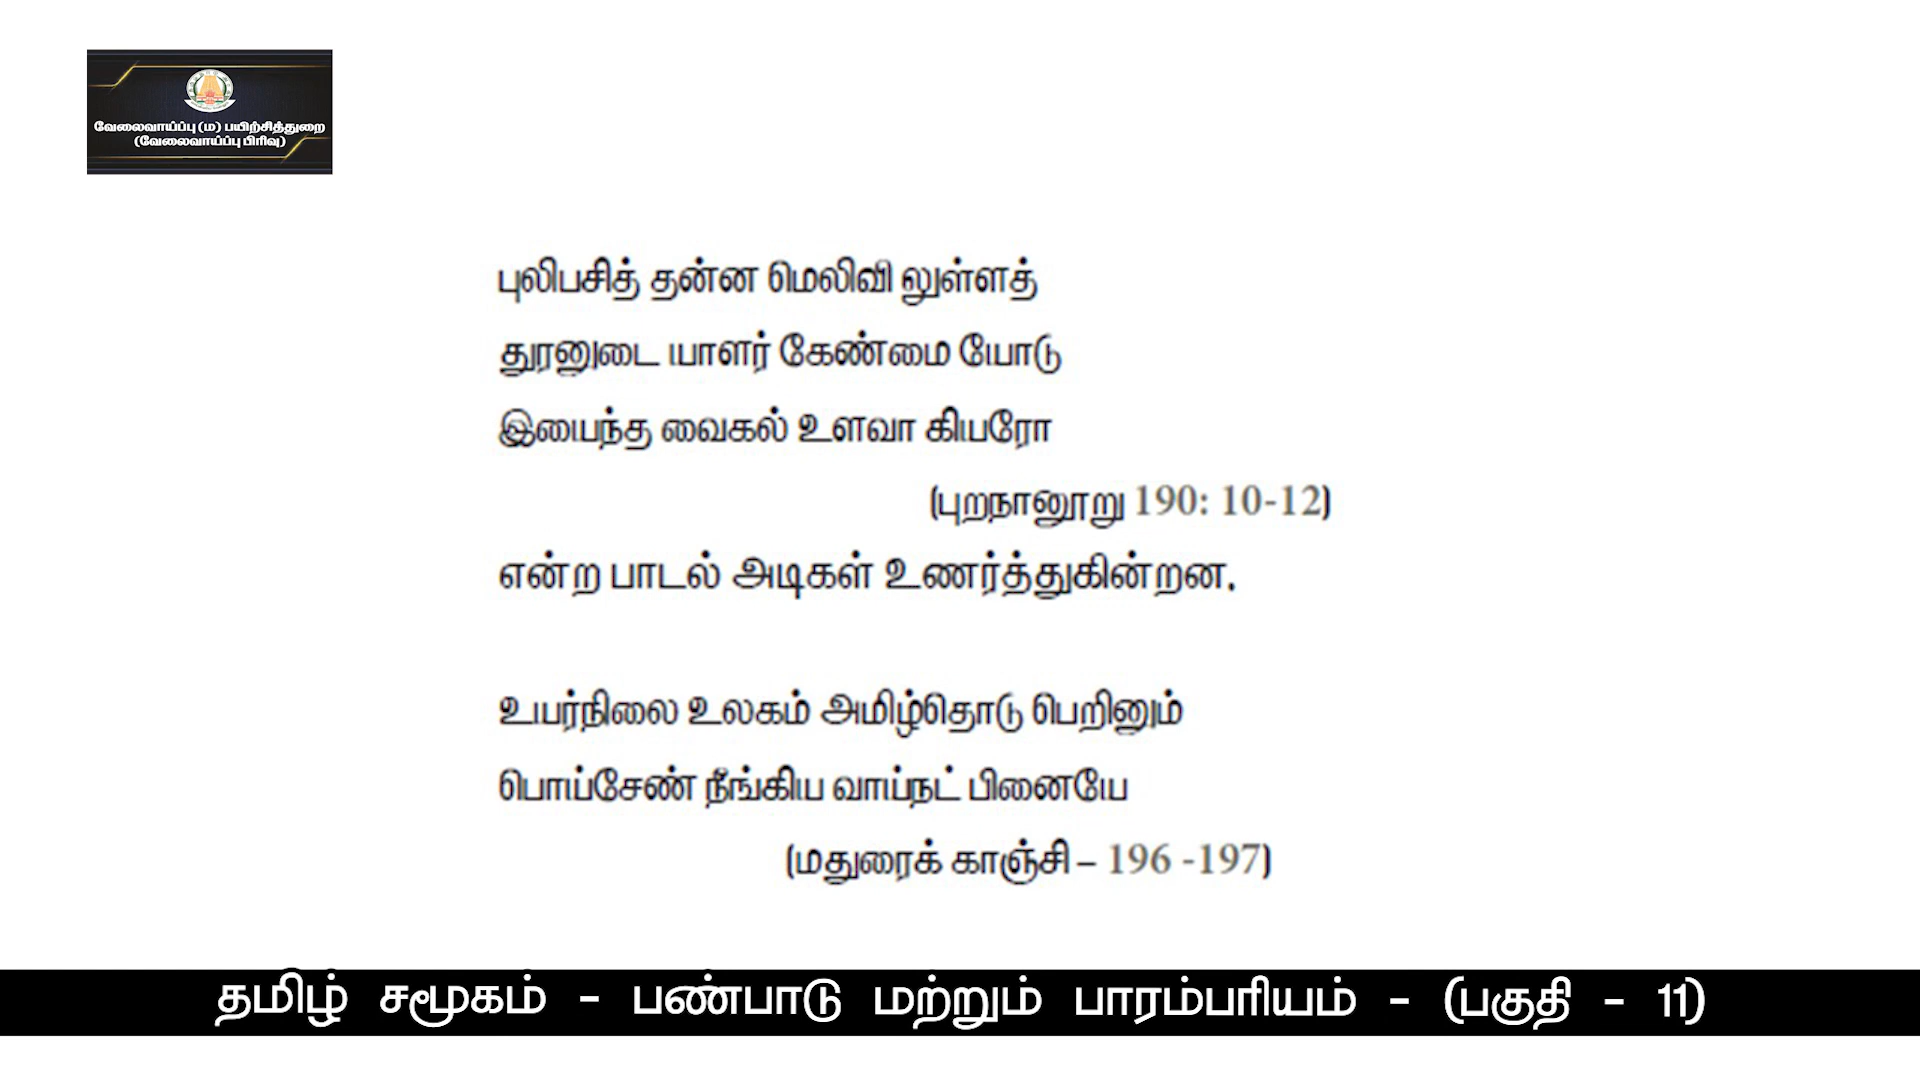 வேலைவாய்ப்பு (ம) பயிற்சித்துறை
(வேலைவாய்ப்பு பிரிவு)
புலிபசித் தன்ன மெலிவி லுள்ளத்
துரனுடை யாளர் கேண்மை யோடு
இயைந்த வைகல் உளவா கியரோ
(புறநானூறு 190: 10-12)
என்ற பாடல் அடிகள் உணர்த்துகின்றன.
உயர்நிலை உலகம் அமிழ்தொடு பெறினும்
பொய்சேண் நீங்கிய வாய்நட் பினையே
(மதுரைக் காஞ்சி – 196 -197)
தமிழ் சமூகம் - பண்பாடு மற்றும் பாரம்பரியம் - (பகுதி - 11)